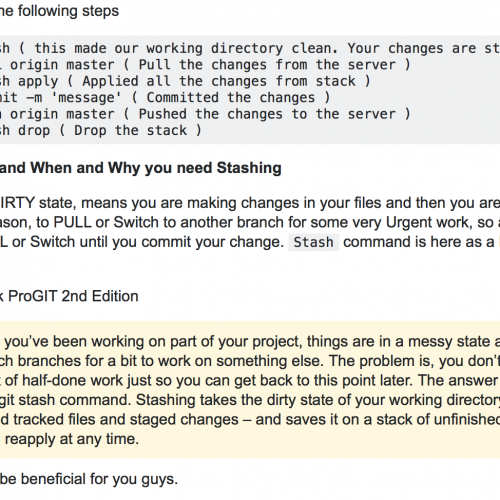 ne following steps
sh ( this made our working directory clean. Your changes are st
l origin master ( Pull the changes from the server )
sh apply ( Applied all the changes from stack )
mit –m 'message' ( Committed the changes )
h origin master ( Pushed the changes to the server )
sh drop ( Drop the stack )
and When and Why you need Stashing
IRTY state, means you are making changes in your files and then you are
ason, to PULL or Switch to another branch for some very Urgent work, so a
L or Switch until you commit your change. Stash command is here as a
k ProGIT 2nd Edition
you've been working on part of your project, things are in a messy state a
ch branches for a bit to work on something else. The problem is, you don't
t of half-done work just so you can get back to this point later. The answer
git stash command. Stashing takes the dirty state of your working directory
d tracked files and staged changes – and saves it on a stack of unfinished
reapply at any time.
be beneficial for you guys.